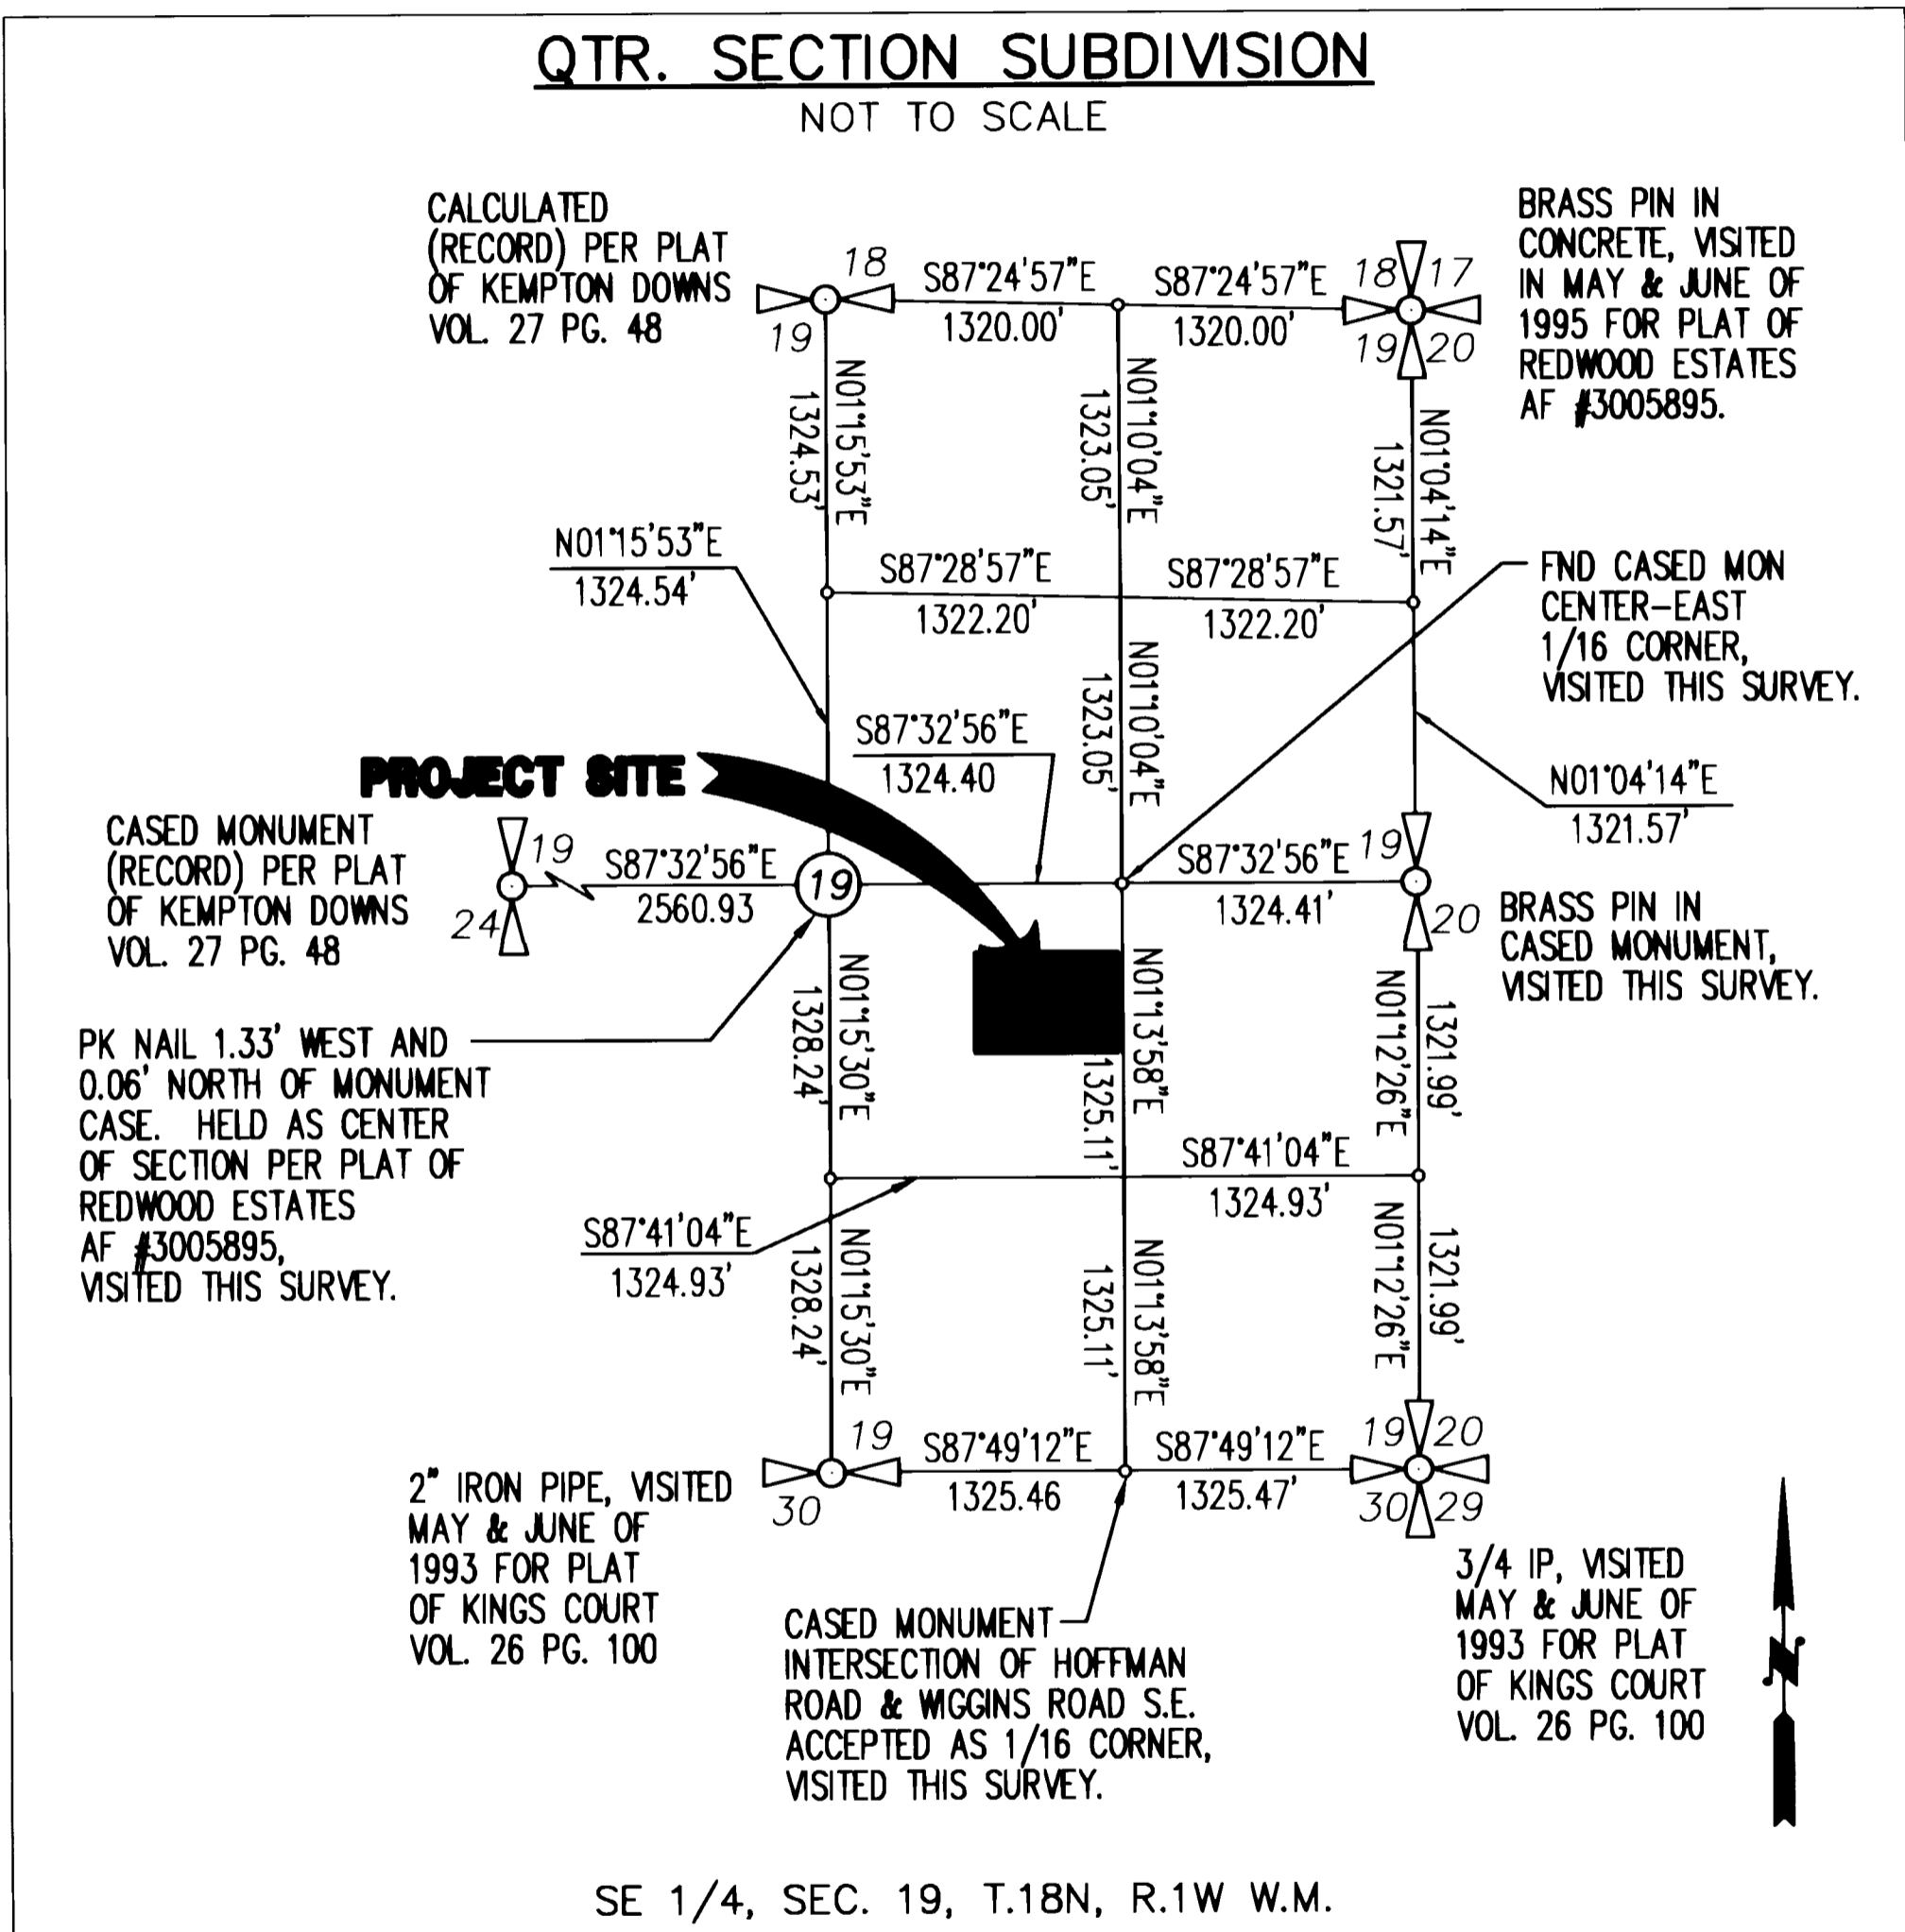 QTR. SECTION SUBDIVISION
NOT TO SCALE
CALCULATED
(RECORD) PER PLAT
OF KEMPTON DOWNS
VOL. 27 PG. 48
18
19
S87°24'57"E
1320.00'
S87°24'57"E
1320.00'
18
17
19
20
BRASS PIN IN
CONCRETE, VISITED
IN MAY & JUNE OF
1995 FOR PLAT OF
REDWOOD ESTATES
AF #3005895.
N01°15'53"E
1324.53'
N01°10'04"E
1323.05'
N01°04'14"E
1321.57'
N01°15'53"E
1324.54'
S87°28'57"E
1322.20'
S87°28'57"E
1322.20'
FND CASED MON
CENTER-EAST
1/16 CORNER,
VISITED THIS SURVEY.
N01°10'04"E
1323.05'
S87°32'56"E
1324.40
N01°04'14"E
1321.57'
PROJECT SITE
CASED MONUMENT
(RECORD) PER PLAT
OF KEMPTON DOWNS
VOL. 27 PG. 48
19
24
S87°32'56"E
2560.93
19
S87°32'56"E
1324.41'
19
20
BRASS PIN IN
CASED MONUMENT,
VISITED THIS SURVEY.
PK NAIL 1.33' WEST AND
0.06' NORTH OF MONUMENT
CASE. HELD AS CENTER
OF SECTION PER PLAT OF
REDWOOD ESTATES
AF #3005895,
VISITED THIS SURVEY.
N01°15'30"E
1328.24'
N01°13'58"E
1325.11'
N01°12'26"E
1321.99'
S87°41'04"E
1324.93'
S87°41'04"E
1324.93'
N01°15'30"E
1328.24'
N01°13'58"E
1325.11'
N01°12'26"E
1321.99'
19
30
S87°49'12"E
1325.46
S87°49'12"E
1325.47'
19
20
30
29
2" IRON PIPE, VISITED
MAY & JUNE OF
1993 FOR PLAT
OF KINGS COURT
VOL. 26 PG. 100
CASED MONUMENT
INTERSECTION OF HOFFMAN
ROAD & WIGGINS ROAD S.E.
ACCEPTED AS 1/16 CORNER,
VISITED THIS SURVEY.
3/4 IP, VISITED
MAY & JUNE OF
1993 FOR PLAT
OF KINGS COURT
VOL. 26 PG. 100
N
SE 1/4, SEC. 19, T.18N, R.1W W.M.